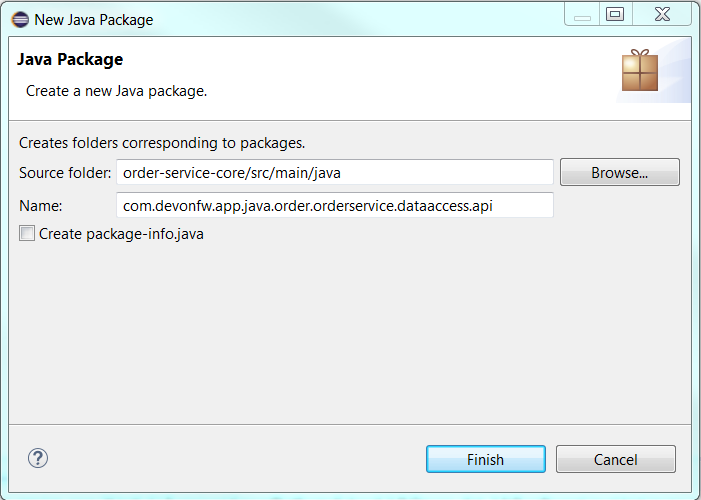 New Java Package
Java Package
Create a new Java package.
Creates folders corresponding to packages.
Source folder: order-service-core/src/main/java Browse...
Name: com.devonfw.app.java.order.orderservice.dataaccess.api
Create package-info.java
? Finish Cancel